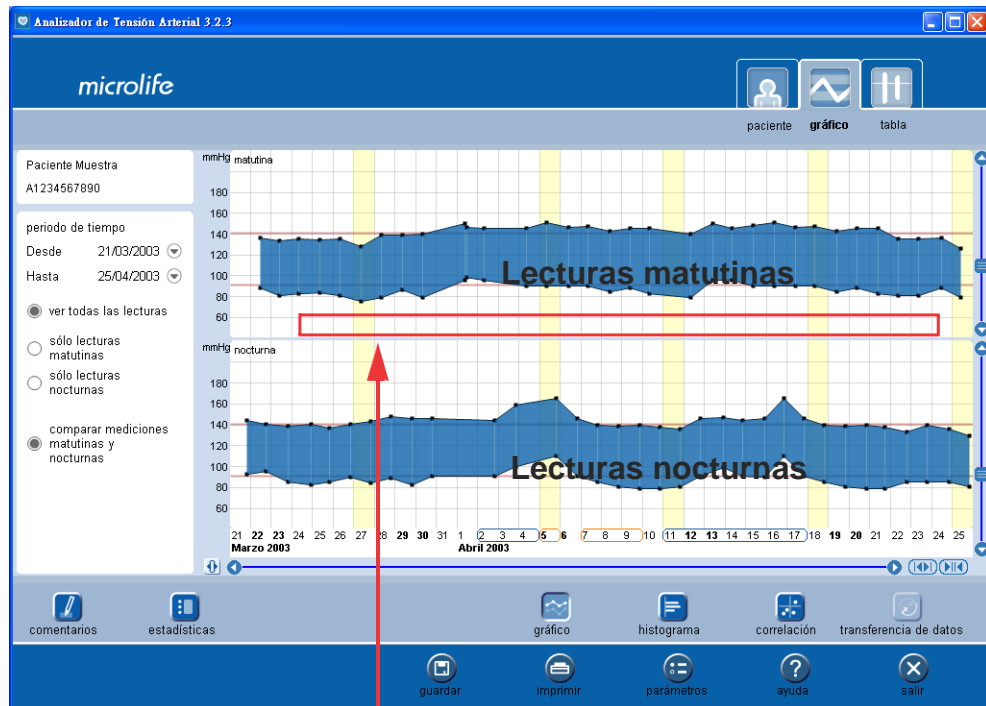 Analizador de Tensión Arterial 3.2.3
microlife
paciente gráfico tabla
Paciente Muestra
A1234567890
periodo de tiempo
Desde 21/03/2003
Hasta 25/04/2003
ver todas las lecturas
sólo lecturas
matutinas
sólo lecturas
nocturnas
comparar mediciones
matutinas y
nocturnas
mmHg matutina
180
160
140
120
100
80
60
Lecturas matutinas
mmHg nocturna
180
160
140
120
100
80
60
Lecturas nocturnas
21 22 23 24 25 26 27 28 29 30 31 1 2 3 4 5 6 7 8 9 10 11 12 13 14 15 16 17 18 19 20 21 22 23 24 25
Marzo 2003 Abril 2003
comentarios estadísticas gráfico histograma correlación transferencia de datos
guardar imprimir parámetros ayuda salir